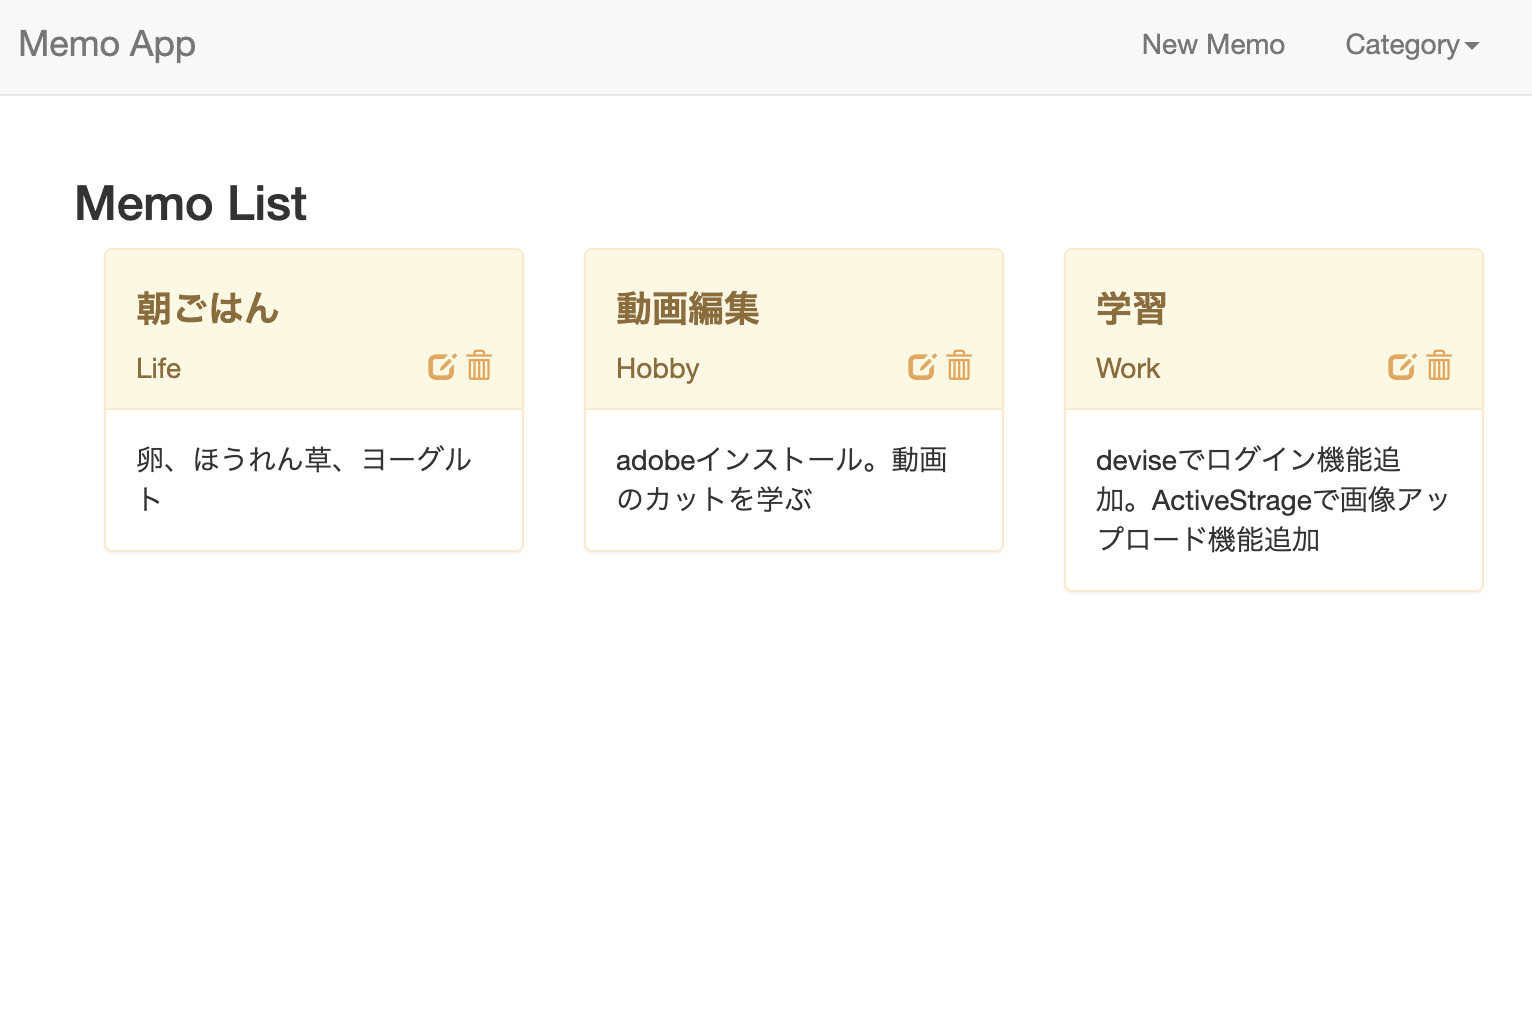 Memo App
New Memo
Category
Memo List
朝ごはん
Life
卵、ほうれん草、ヨーグル
ト
動画編集
Hobby
adobeインストール。動画
のカットを学ぶ
学習
Work
deviseでログイン機能追
加。ActiveStrageで画像アッ
プロード機能追加